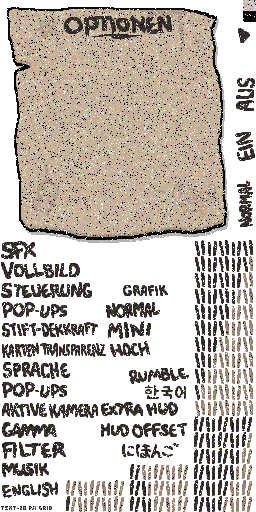 OPTIONEN
AUS
EIN
NORMAL
SFX
VOLLBILD
STEUERUNG GRAFIK
POP-UPS NORMAL
STIFT-DEKKRAFT MINI
KARTEN TRANSPARENZ HOCH
SPRACHE RUMBLE
POP-UPS 한국어
AKTIVE KAMERA EXTRA HUD
GAMMA HUD OFFSET
FILTER にほんご
MUSIK
ENGLISH